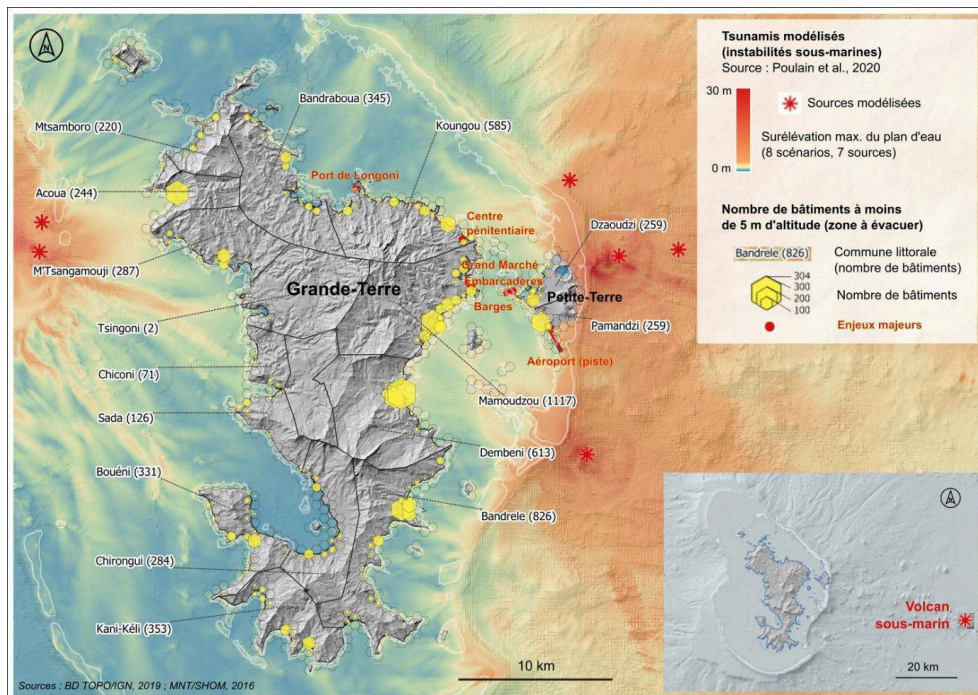 N
Bandraboua (345)
Mtsamboro (220)
Koungou (585)
Port de Longoni
Acoua (244)
Centre
pénitentiaire
Dzaoudzi (259)
M'Tsangamouji (287)
Grand Marché
Grande-Terre
Embarcadères
Barges
Petite-Terre
Tsingoni (2)
Pamandzi (259)
Aéroport (piste)
Chiconi (71)
Mamoudzou (1117)
Sada (126)
Dembeni (613)
Bouéni (331)
Bandrele (826)
Chirongui (284)
Kani-Kéli (353)
10 km
Sources : BD TOPO/IGN, 2019 ; MNT/SHOM, 2016
Tsunamis modélisés
(instabilités sous-marines)
Source : Poulain et al., 2020
30 m
Sources modélisées
Surélévation max. du plan d'eau
(8 scénarios, 7 sources)
0 m
Nombre de bâtiments à moins
de 5 m d'altitude (zone à évacuer)
Bandrele (826)
Commune littorale
(nombre de bâtiments)
304
300
200
100
Nombre de bâtiments
Enjeux majeurs
N
Volcan
sous-marin
20 km